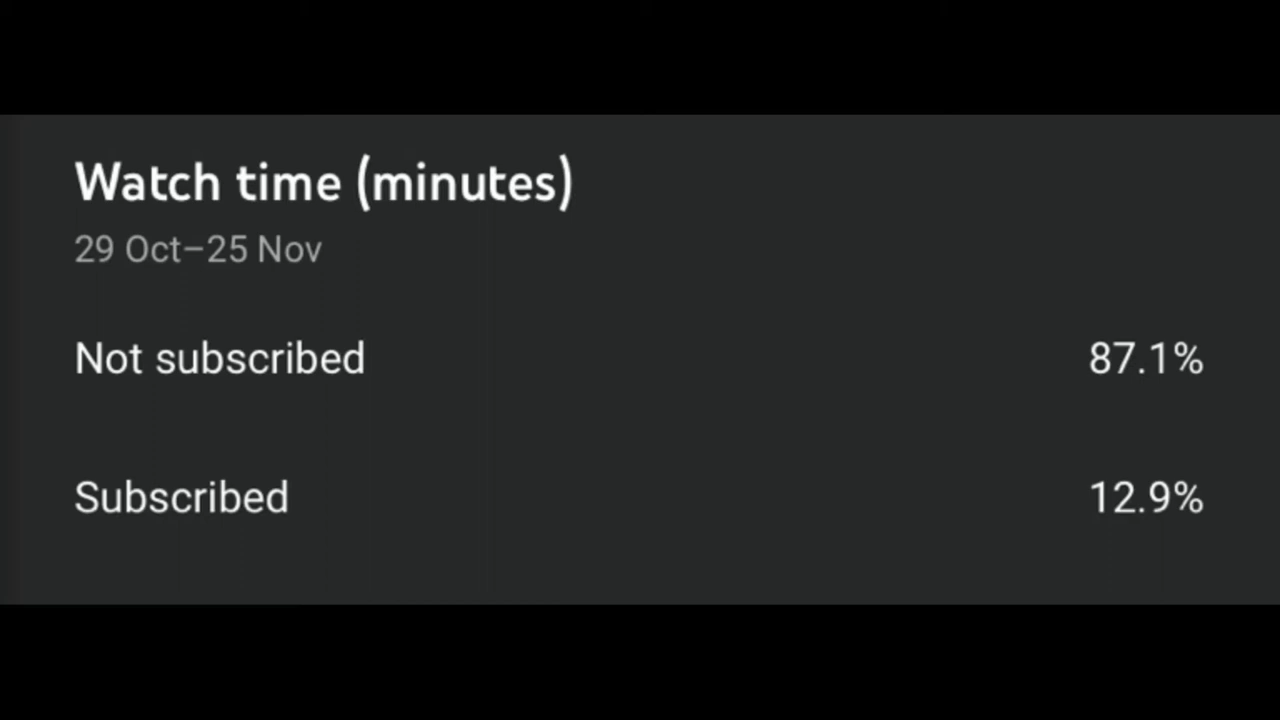 Watch time (minutes)
29 Oct–25 Nov
Not subscribed 87.1%
Subscribed 12.9%